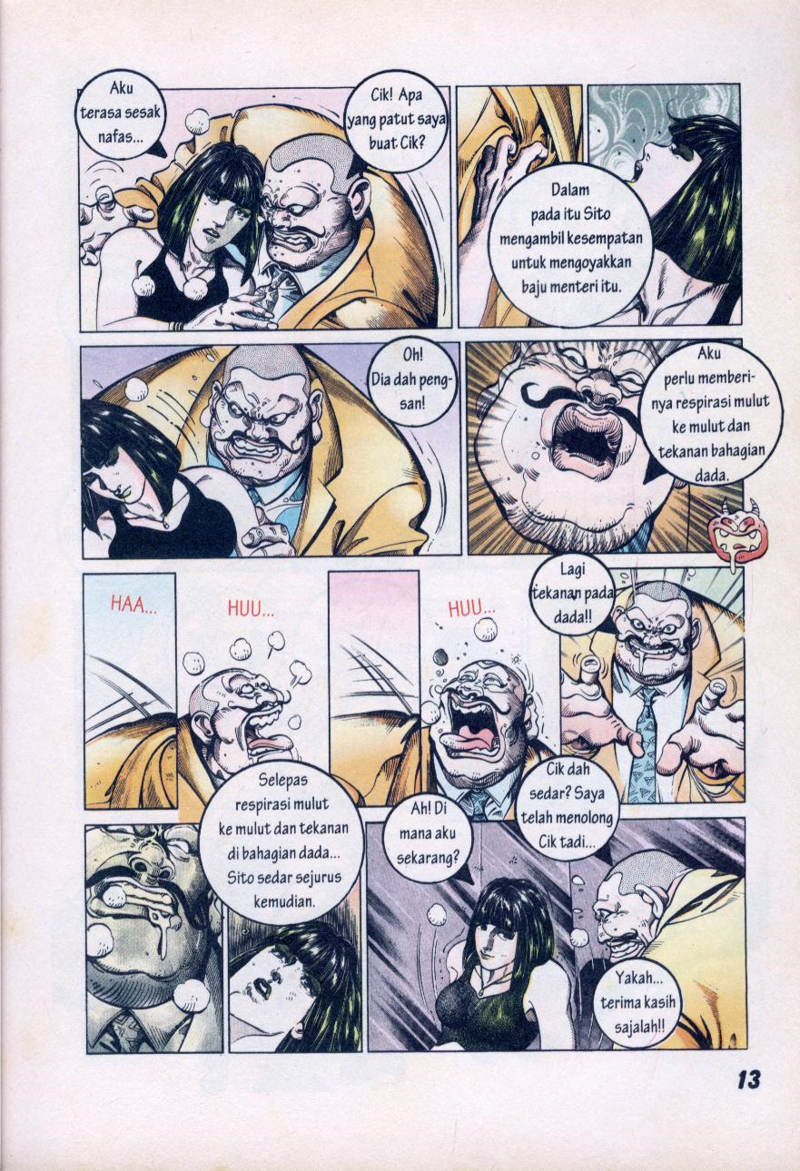 Aku
terasa sesak
nafas...
Cik! Apa
yang patut saya
buat Cik?
Dalam
pada itu Sito
mengambil kesempatan
untuk mengoyakkan
baju menteri itu.
Oh!
Dia dah peng-
san!
Aku
perlu memberi-
nya respirasi mulut
ke mulut dan
tekanan bahagian
dada.
HAA...
HUU...
HUU...
Lagi
tekanan pada
dada!!
Selepas
respirasi mulut
ke mulut dan tekanan
di bahagian dada...
Sito sedar sejurus
kemudian.
Ah! Di
mana aku
sekarang?
Cik dah
sedar? Saya
telah menolong
Cik tadi...
Yakah...
terima kasih
sajalah!!
13